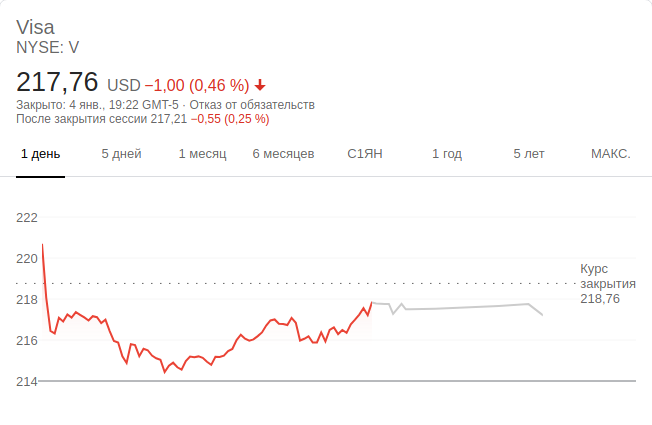 Visa
NYSE: V
217,76 USD −1,00 (0,46 %)
Закрыто: 4 янв., 19:22 GMT-5 · Отказ от обязательств
После закрытия сессии 217,21 −0,55 (0,25 %)
1 день 5 дней 1 месяц 6 месяцев С1ЯН 1 год 5 лет МАКС.
222
220
218
216
214
Курс
закрытия
218,76